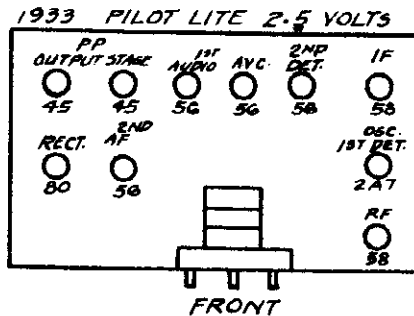 1933 PILOT LITE 2.5 VOLTS
PP
OUTPUT STAGE
45 45
1ST
AUDIO
56
AVC.
56
2ND
DET.
58
IF
58
RECT.
80
2ND
AF
56
OSC.
1ST DET.
2A7
RF
58
FRONT